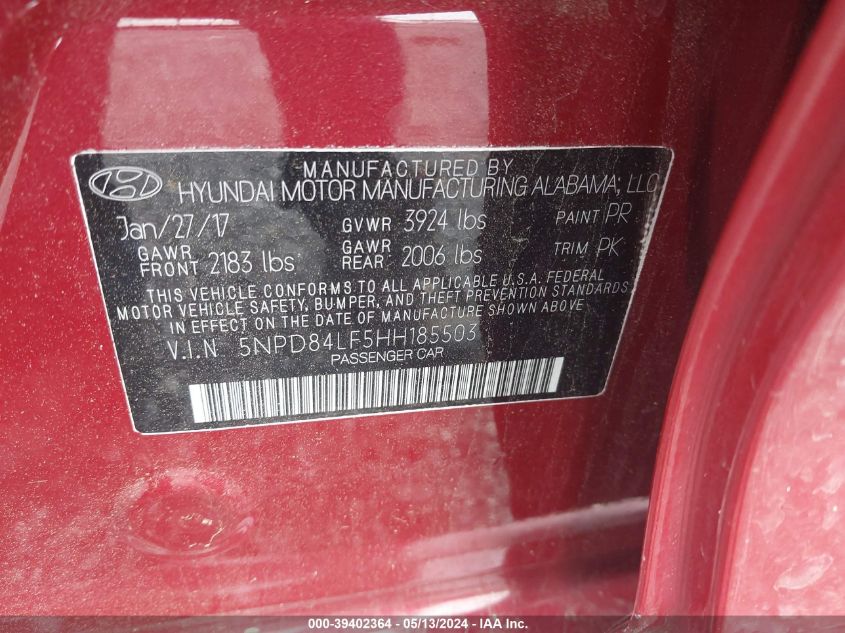 MANUFACTURED BY
HYUNDAI MOTOR MANUFACTURING ALABAMA, LLC
Jan/27/17 GVWR 3924 lbs PAINT PR
GAWR FRONT 2183 lbs GAWR REAR 2006 lbs TRIM PK
THIS VEHICLE CONFORMS TO ALL APPLICABLE U.S.A. FEDERAL
MOTOR VEHICLE SAFETY, BUMPER, AND THEFT PREVENTION STANDARDS
IN EFFECT ON THE DATE OF MANUFACTURE SHOWN ABOVE.
V.I.N 5NPD84LF5HH185503
PASSENGER CAR
000-39402364 - 05/13/2024 - IAA Inc.